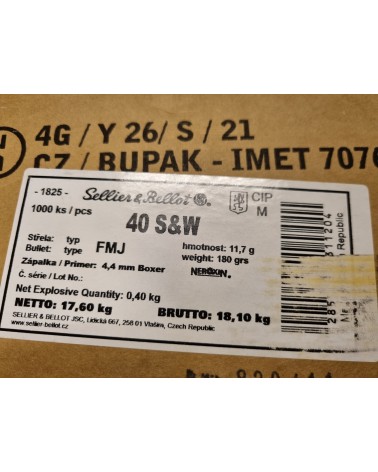 4G / Y 26/ S / 21
CZ / BUPAK - IMET 7070
- 1825 -
Sellier & Bellot
CIP
M
1000 ks / pcs
40 S&W
Střela: typ
Bullet: type
FMJ
hmotnost: 11,7 g
weight: 180 grs
Zápalka / Primer: 4,4 mm Boxer
NEROXIN.
Č. série / Lot No.:
Net Explosive Quantity: 0,40 kg
NETTO: 17,60 kg
BRUTTO: 18,10 kg
SELLIER & BELLOT JSC, Lidická 667, 258 01 Vlašim, Czech Republic
www.sellier-bellot.cz